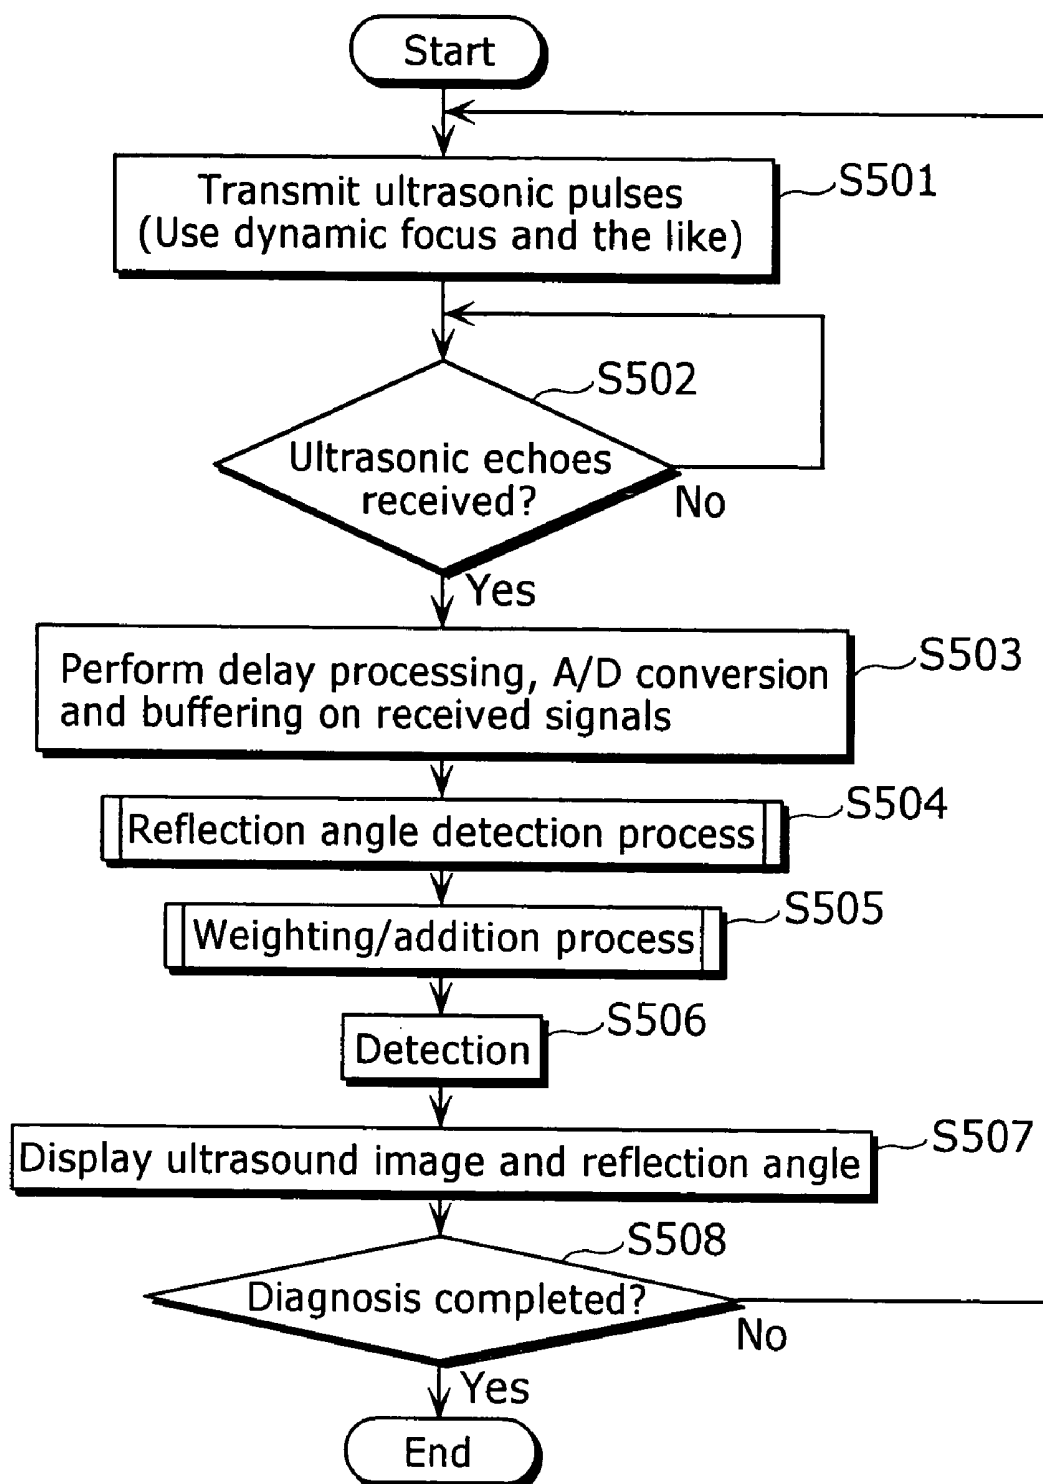 Start
Transmit ultrasonic pulses
(Use dynamic focus and the like)
S501
S502
Ultrasonic echoes
received?
No
Yes
Perform delay processing, A/D conversion
and buffering on received signals
S503
Reflection angle detection process
S504
Weighting/addition process
S505
Detection
S506
Display ultrasound image and reflection angle
S507
S508
Diagnosis completed?
No
Yes
End